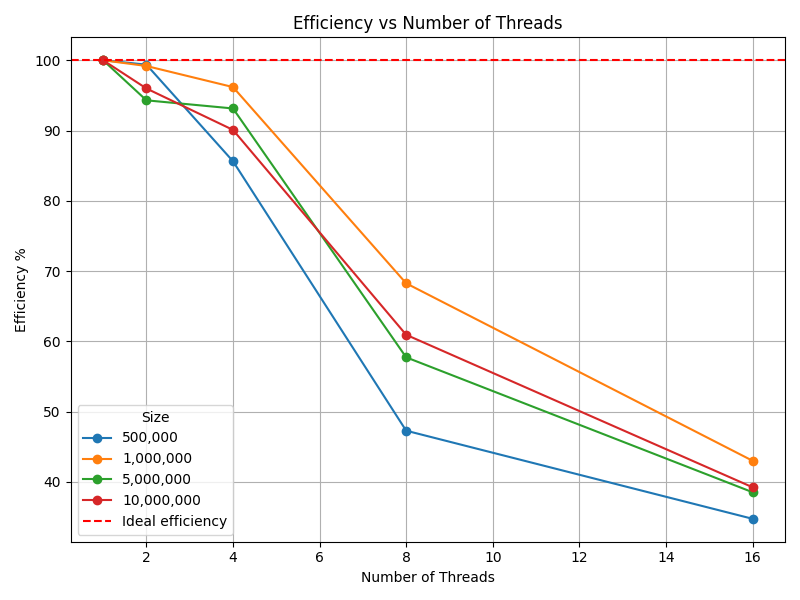 Efficiency vs Number of Threads
Efficiency %
100
90
80
70
60
50
40
Size
500,000
1,000,000
5,000,000
10,000,000
Ideal efficiency
2 4 6 8 10 12 14 16
Number of Threads